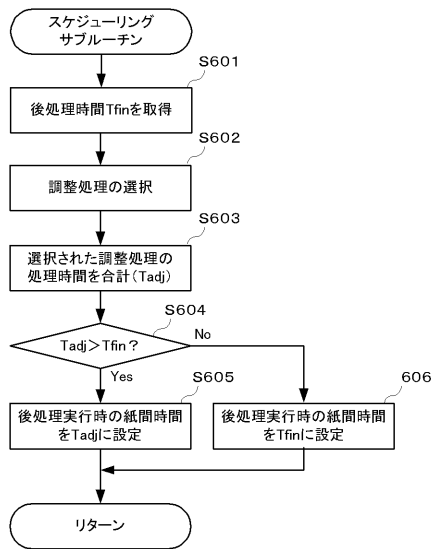 スケジューリング
サブルーチン
S601
後処理時間Tfinを取得
S602
調整処理の選択
S603
選択された調整処理の
処理時間を合計（Tadj）
S604
Tadj＞Tfin？
No
Yes
S605
後処理実行時の紙間時間
をTadjに設定
606
後処理実行時の紙間時間
をTfinに設定
リターン